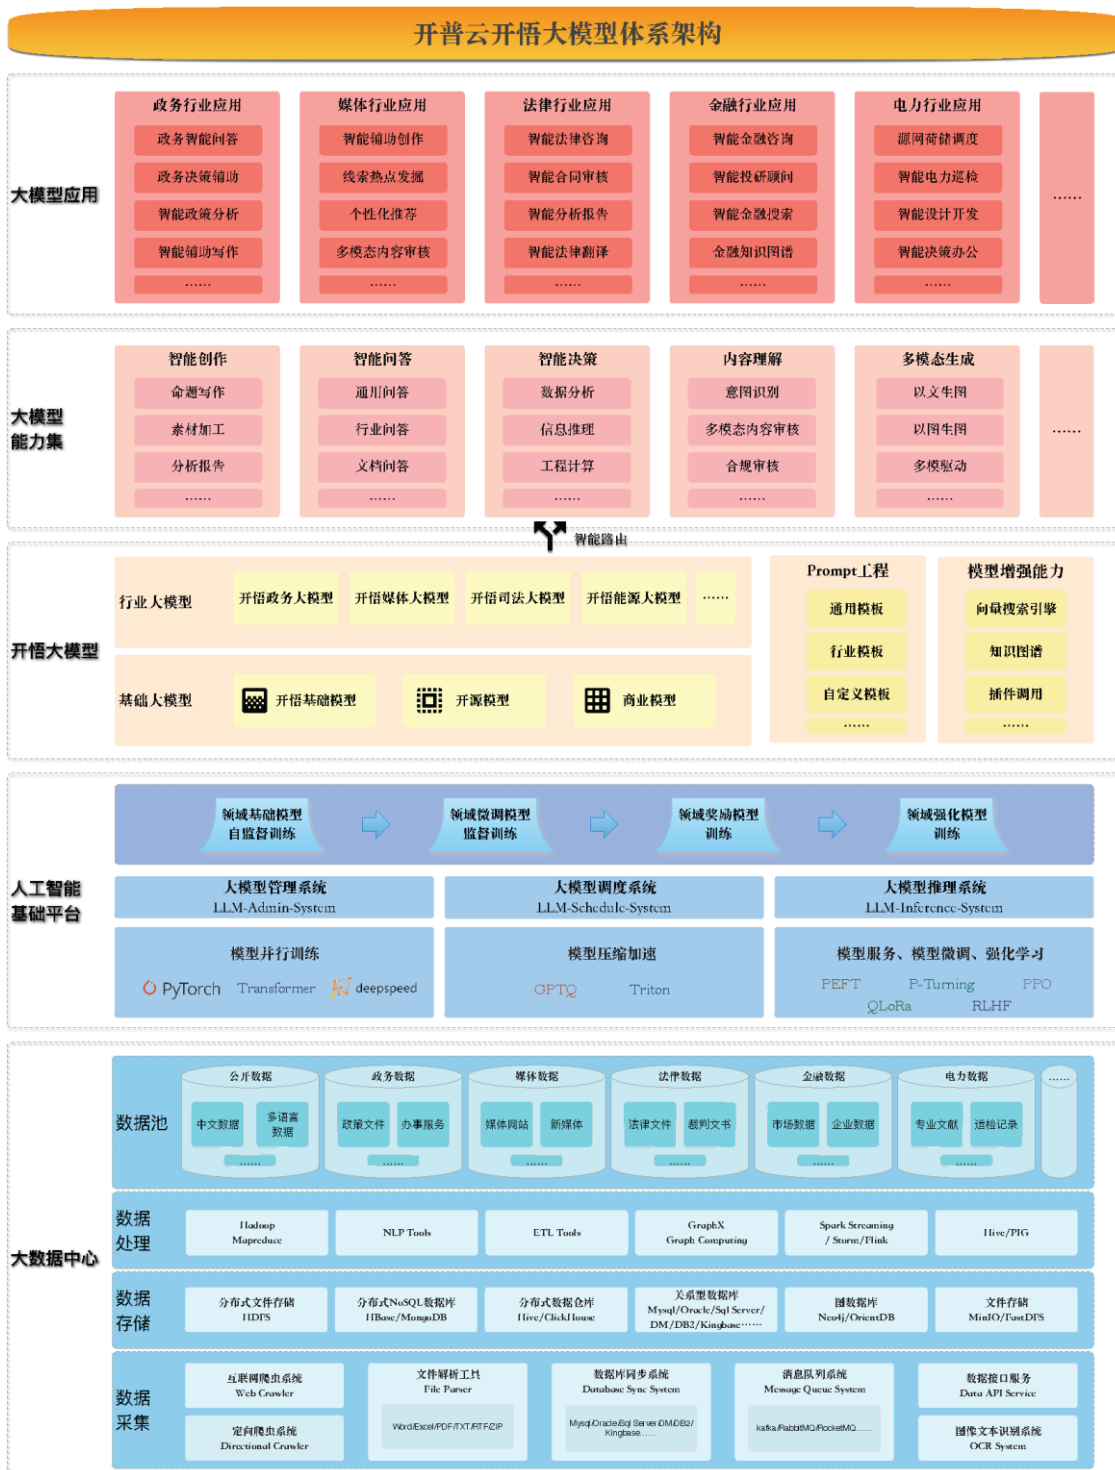 开普云开悟大模型体系架构
大模型应用
政务行业应用
政务智能问答
政务决策辅助
智能政策分析
智能辅助写作
……
媒体行业应用
智能辅助创作
线索热点发掘
个性化推荐
多模态内容审核
……
法律行业应用
智能法律咨询
智能合同审核
智能分析报告
智能法律翻译
……
金融行业应用
智能金融咨询
智能投研顾问
智能金融搜索
金融知识图谱
……
电力行业应用
源网荷储调度
智能电力巡检
智能设计开发
智能决策办公
……
……
大模型
能力集
智能创作
命题写作
素材加工
分析报告
……
智能问答
通用问答
行业问答
文档问答
……
智能决策
数据分析
信息推理
工程计算
……
内容理解
意图识别
多模态内容审核
合规审核
……
多模态生成
以文生图
以图生图
多模驱动
……
……
智能路由
开悟大模型
行业大模型
开悟政务大模型
开悟媒体大模型
开悟司法大模型
开悟能源大模型
……
基础大模型
开悟基础模型
开源模型
商业模型
Prompt工程
通用模板
行业模板
自定义模板
……
模型增强能力
向量搜索引擎
知识图谱
插件调用
……
人工智能
基础平台
领域基础模型
自监督训练
领域微调模型
监督训练
领域奖励模型
训练
领域强化模型
训练
大模型管理系统
LLM-Admin-System
大模型调度系统
LLM-Schedule-System
大模型推理系统
LLM-Inference-System
模型并行训练
PyTorch
Transformer
deepspeed
模型压缩加速
GPTQ
Triton
模型服务、模型微调、强化学习
PEFT
P-Turning
PPO
QLoRa
RLHF
大数据中心
数据池
公开数据
中文数据
多语言
数据
……
政务数据
政策文件
办事服务
……
媒体数据
媒体网站
新媒体
……
法律数据
法律文件
裁判文书
……
金融数据
市场数据
企业数据
……
电力数据
专业文献
运检记录
……
……
数据
处理
Hadoop
Mapreduce
NLP Tools
ETL Tools
GraphX
Graph Computing
Spark Streaming
/ Storm/Flink
Hive/PIG
数据
存储
分布式文件存储
HDFS
分布式NoSQL数据库
HBase/MongoDB
分布式数据仓库
Hive/ClickHouse
关系型数据库
Mysql/Oracle/Sql Server/
DM/DB2/Kingbase……
图数据库
Neo4j/OrientDB
文件存储
MinIO/FastDFS
数据
采集
互联网爬虫系统
Web Crawler
定向爬虫系统
Directional Crawler
文件解析工具
File Parser
Word/Excel/PDF/TXT/RTF/ZIP
数据库同步系统
Database Sync System
Mysql/Oracle/Sql Server/DM/DB2/
Kingbase……
消息队列系统
Message Queue System
kafka/RabbitMQ/RocketMQ……
数据接口服务
Data API Service
图像文本识别系统
OCR System